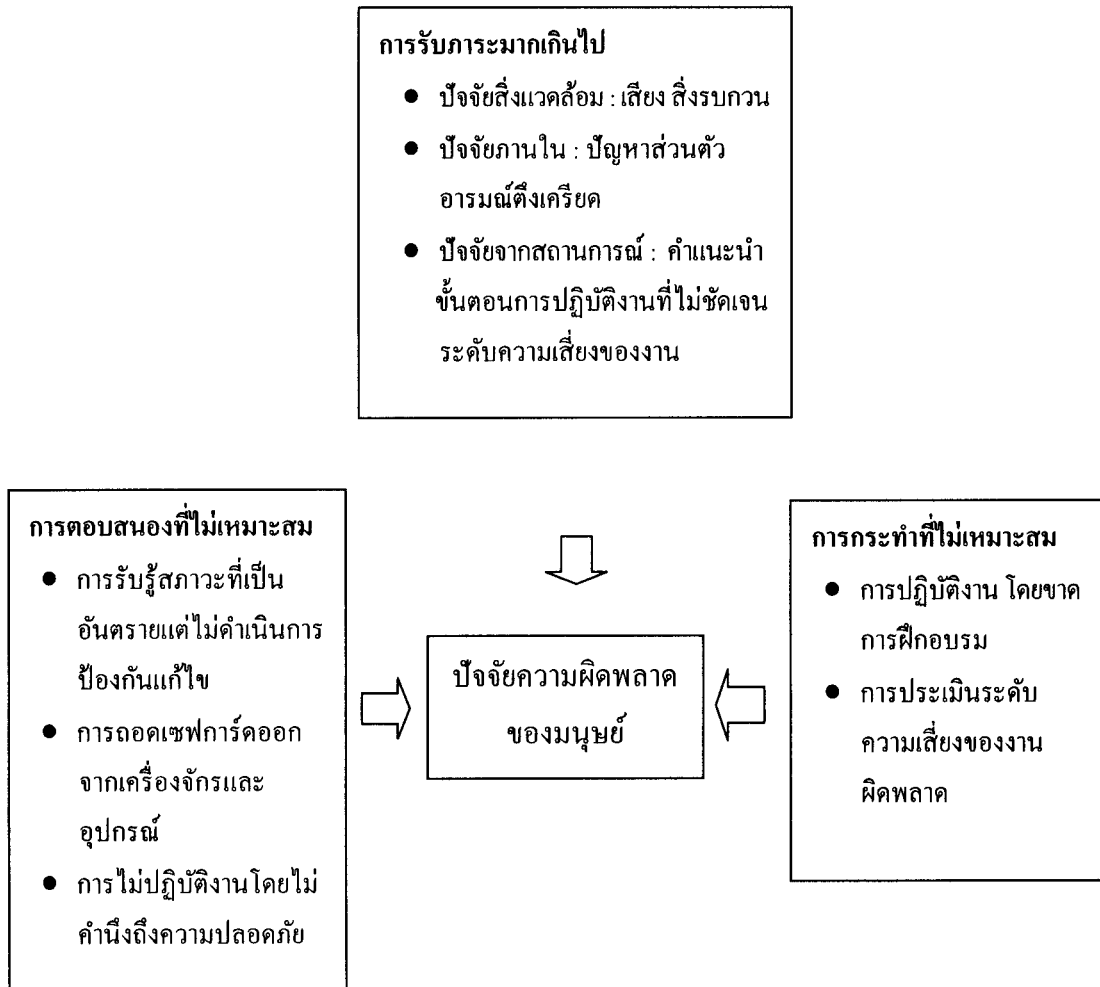 การรับภาระมากเกินไป
● ปัจจัยสิ่งแวดล้อม : เสียง สิ่งรบกวน
● ปัจจัยภานใน : ปัญหาส่วนตัว
อารมณ์ตึงเครียด
● ปัจจัยจากสถานการณ์ : คำแนะนำ
ขั้นตอนการปฏิบัติงานที่ไม่ชัดเจน
ระดับความเสี่ยงของงาน
การตอบสนองที่ไม่เหมาะสม
● การรับรู้สภาวะที่เป็น
อันตรายแต่ไม่ดำเนินการ
ป้องกันแก้ไข
● การถอดเซฟการ์ดออก
จากเครื่องจักรและ
อุปกรณ์
● การไม่ปฏิบัติงานโดยไม่
คำนึงถึงความปลอดภัย
ปัจจัยความผิดพลาด
ของมนุษย์
การกระทำที่ไม่เหมาะสม
● การปฏิบัติงาน โดยขาด
การฝึกอบรม
● การประเมินระดับ
ความเสี่ยงของงาน
ผิดพลาด